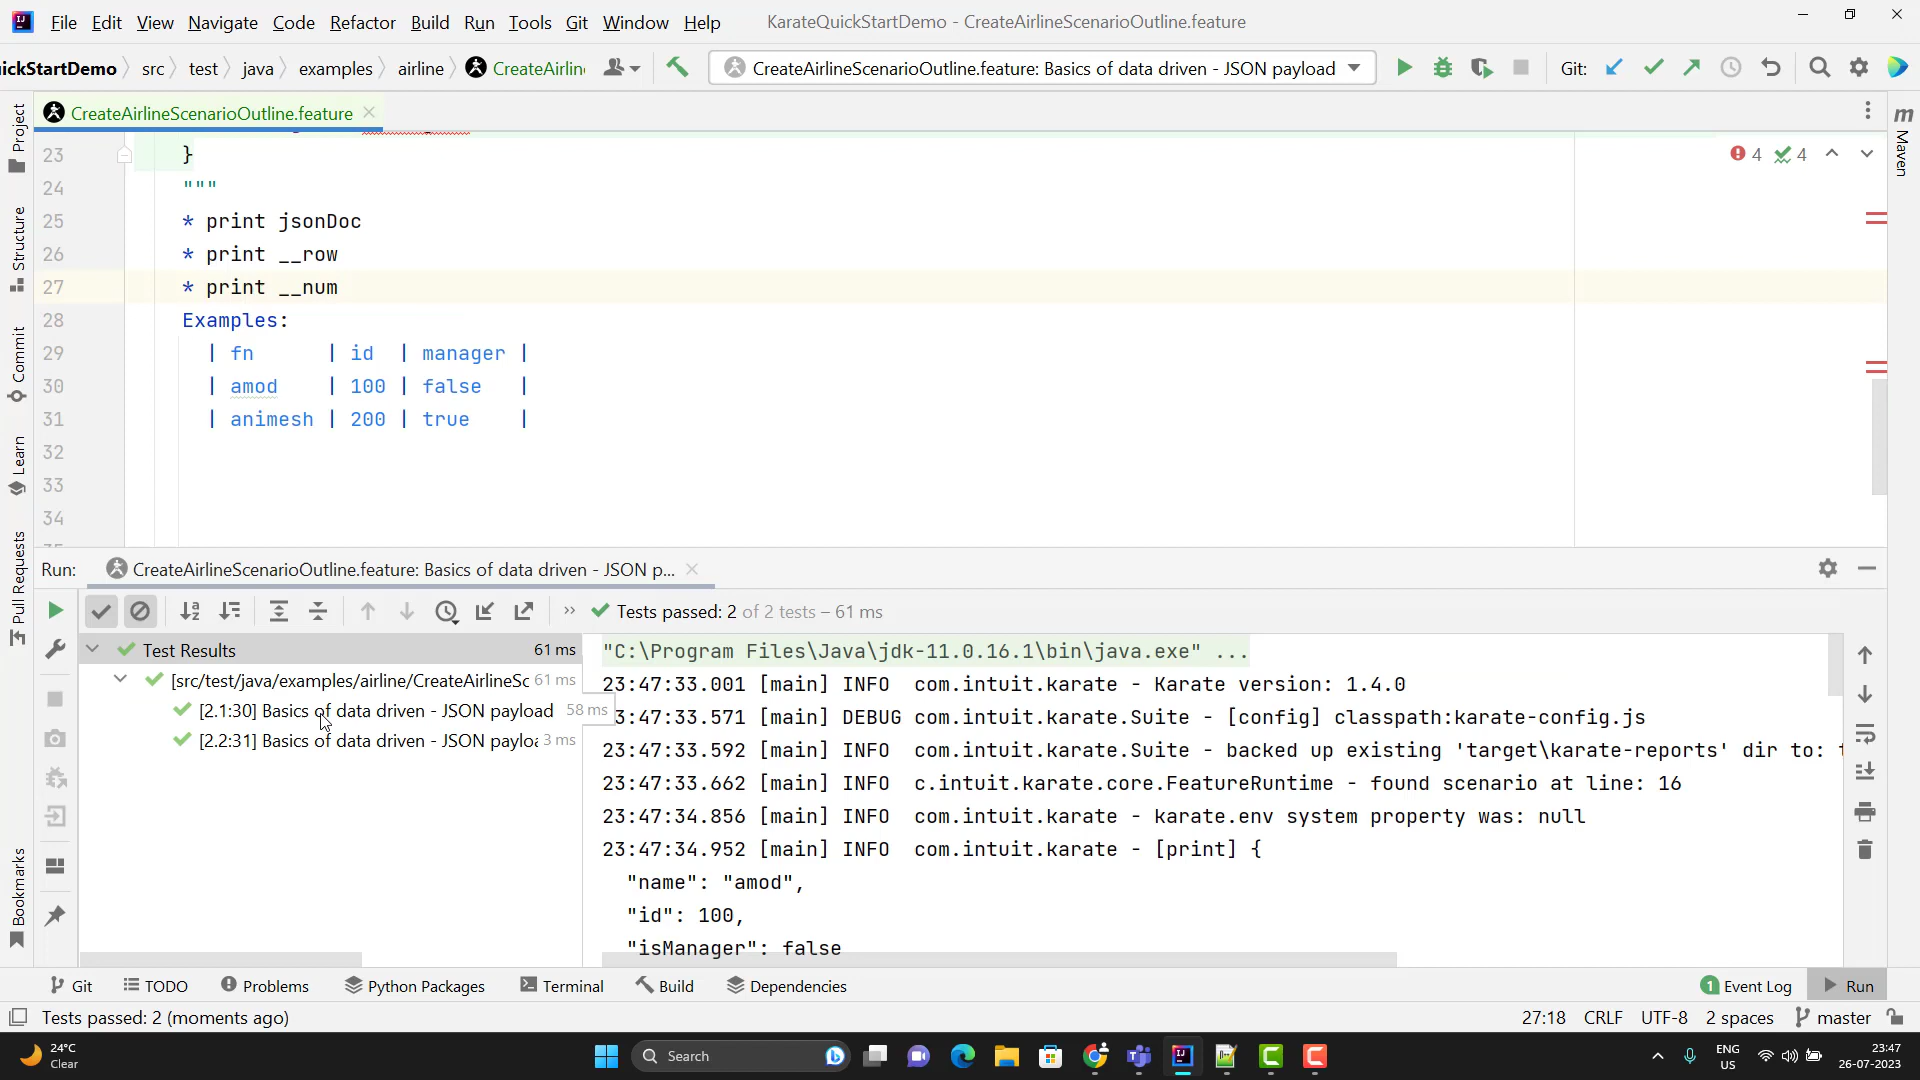 File Edit View Navigate Code Refactor Build Run Tools Git Window Help KarateQuickStartDemo - CreateAirlineScenarioOutline.feature
ickStartDemo src test java examples airline CreateAirlin CreateAirlineScenarioOutline.feature: Basics of data driven - JSON payload Git:
CreateAirlineScenarioOutline.feature
Project
Structure
Commit
Learn
Pull Requests
Bookmarks
m Maven
4 4
23 }
24 """
25 * print jsonDoc
26 * print __row
27 * print __num
28 Examples:
29 | fn | id | manager |
30 | amod | 100 | false |
31 | animesh | 200 | true |
32
33
34
Run: CreateAirlineScenarioOutline.feature: Basics of data driven - JSON p...
Tests passed: 2 of 2 tests – 61 ms
Test Results 61 ms
[src/test/java/examples/airline/CreateAirlineSc 61 ms
[2.1:30] Basics of data driven - JSON payload 58 ms
[2.2:31] Basics of data driven - JSON payloa 3 ms
"C:\Program Files\Java\jdk-11.0.16.1\bin\java.exe" ...
23:47:33.001 [main] INFO com.intuit.karate - Karate version: 1.4.0
23:47:33.571 [main] DEBUG com.intuit.karate.Suite - [config] classpath:karate-config.js
23:47:33.592 [main] INFO com.intuit.karate.Suite - backed up existing 'target\karate-reports' dir to:
23:47:33.662 [main] INFO c.intuit.karate.core.FeatureRuntime - found scenario at line: 16
23:47:34.856 [main] INFO com.intuit.karate - karate.env system property was: null
23:47:34.952 [main] INFO com.intuit.karate - [print] {
"name": "amod",
"id": 100,
"isManager": false
Git TODO Problems Python Packages Terminal Build Dependencies 1 Event Log Run
Tests passed: 2 (moments ago) 27:18 CRLF UTF-8 2 spaces master
24°C
Clear
Search
ENG
US
23:47
26-07-2023